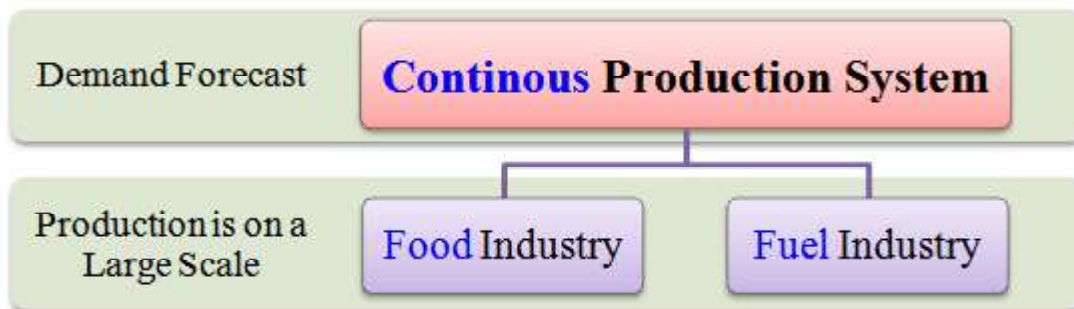 Demand Forecast
Continous Production System
Production is on a
Large Scale
Food Industry
Fuel Industry